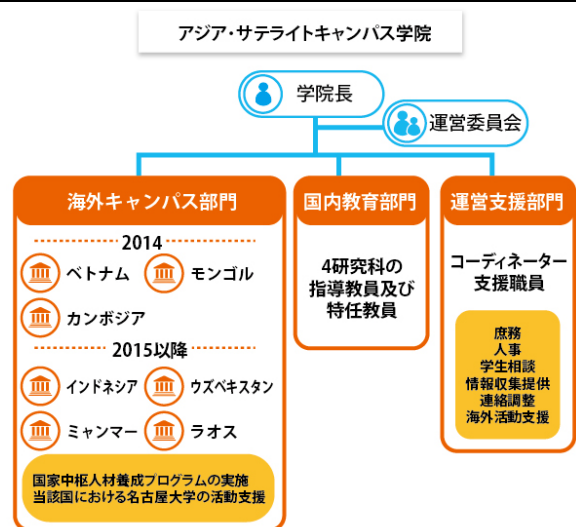 アジア・サテライトキャンパス学院
学院長
運営委員会
海外キャンパス部門
2014
ベトナム
モンゴル
カンボジア
2015以降
インドネシア
ウズベキスタン
ミャンマー
ラオス
国家中枢人材養成プログラムの実施
当該国における名古屋大学の活動支援
国内教育部門
4研究科の
指導教員及び
特任教員
運営支援部門
コーディネーター
支援職員
庶務
人事
学生相談
情報収集提供
連絡調整
海外活動支援